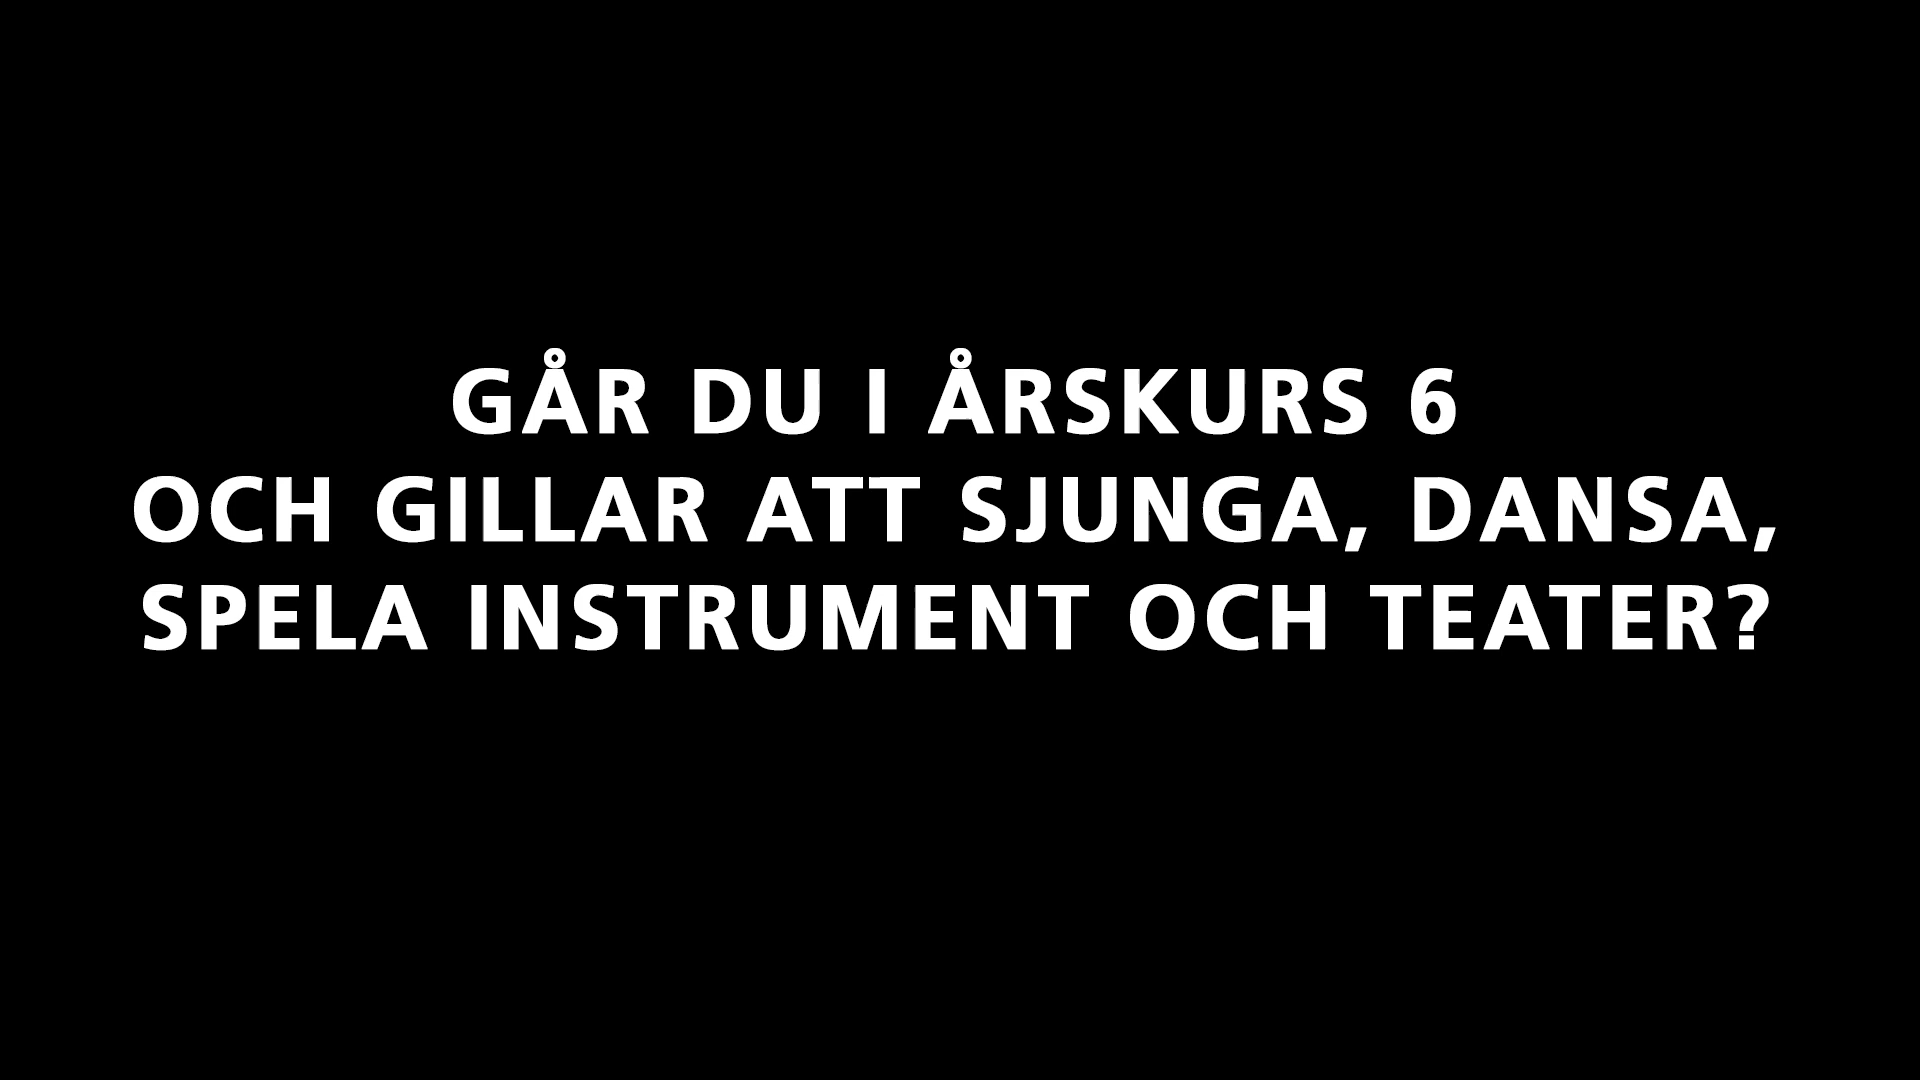 GÅR DU I ÅRSKURS 6
OCH GILLAR ATT SJUNGA, DANSA,
SPELA INSTRUMENT OCH TEATER?